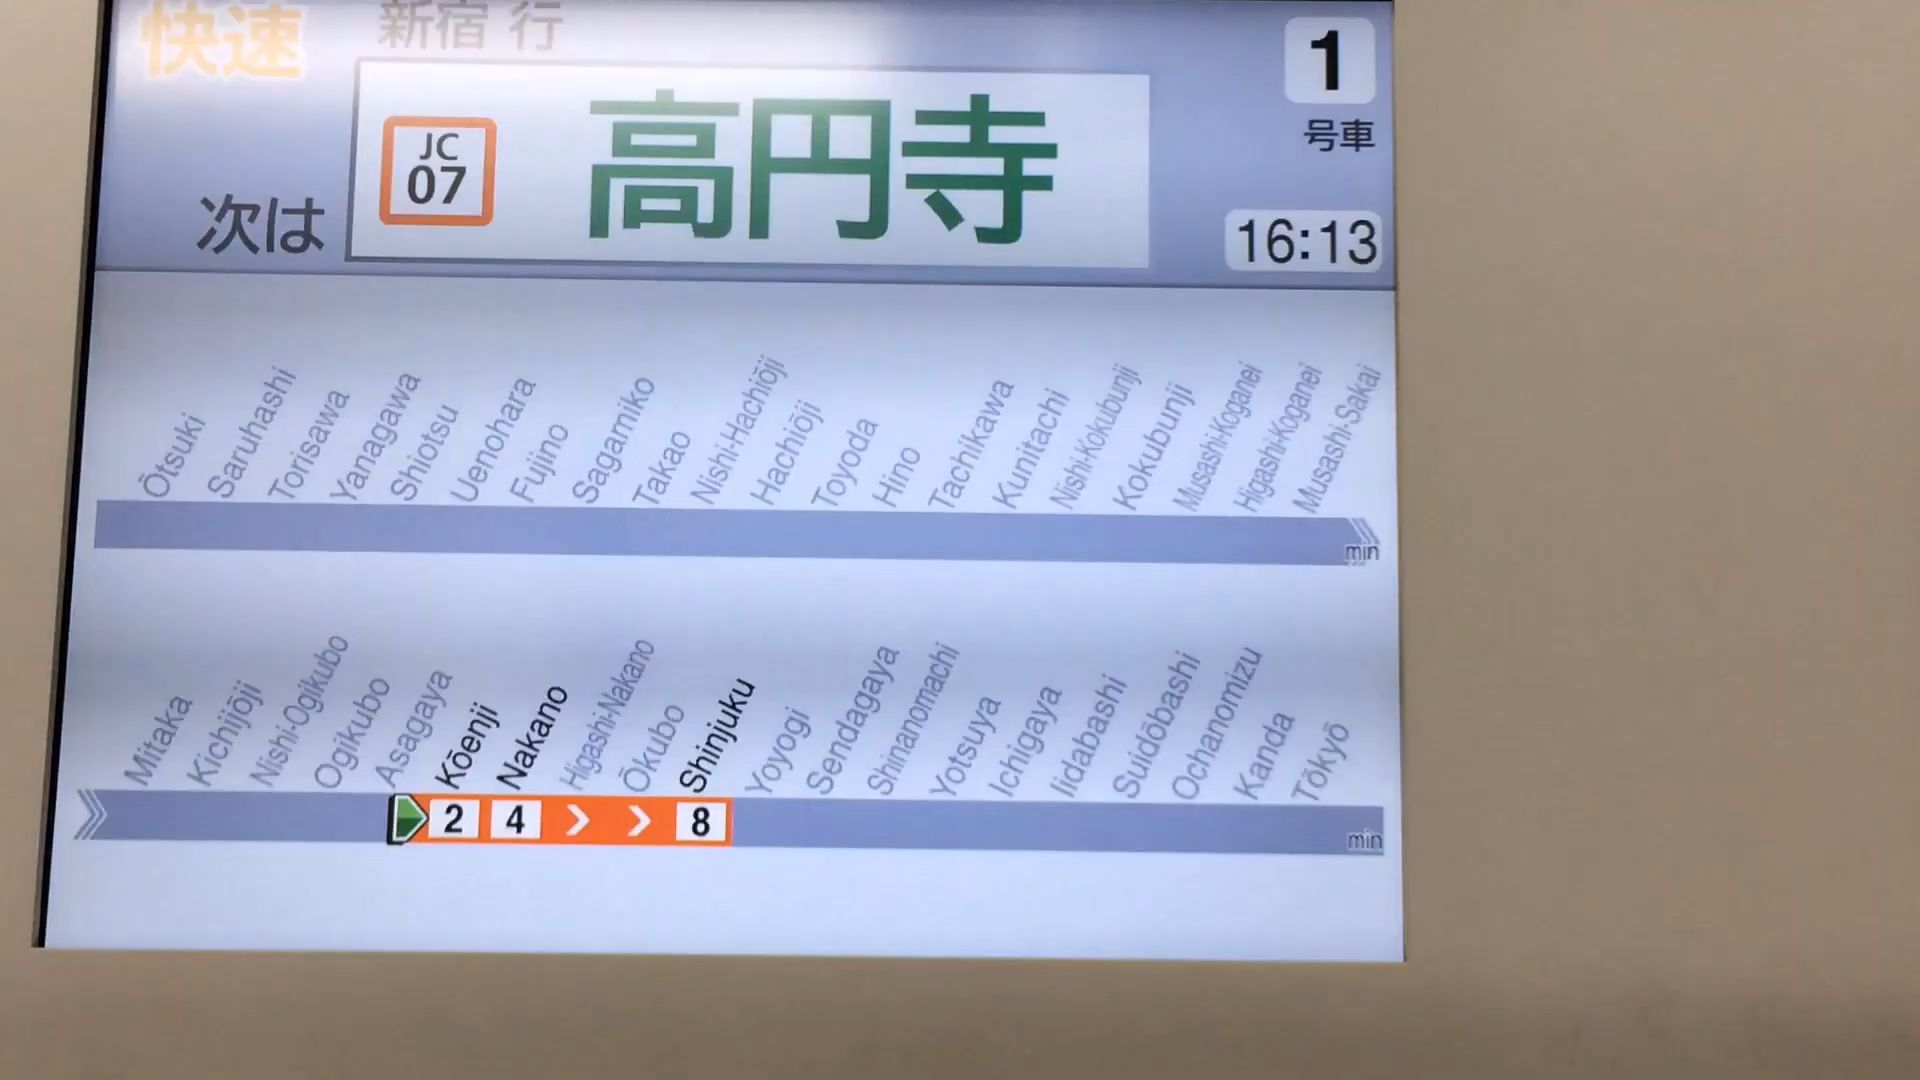 快速 新宿 行
1
号車
次は JC 07 高円寺
16:13
Ōtsuki Saruhashi Torisawa Yanagawa Shiotsu Uenohara Fujino Sagamiko Takao Nishi-Hachiōji Hachiōji Toyoda Hino Tachikawa Kunitachi Nishi-Kokubunji Kokubunji Musashi-Koganei Higashi-Koganei Musashi-Sakai
min
Mitaka Kichijōji Nishi-Ogikubo Ogikubo Asagaya Kōenji Nakano Higashi-Nakano Ōkubo Shinjuku Yoyogi Sendagaya Shinanomachi Yotsuya Ichigaya Iidabashi Suidōbashi Ochanomizu Kanda Tōkyō
2 4 8 min